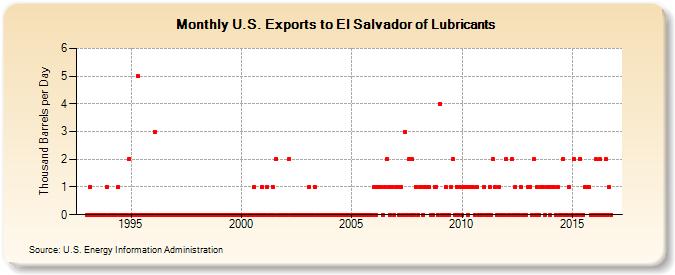 Monthly U.S. Exports to El Salvador of Lubricants
Thousand Barrels per Day
6
5
4
3
2
1
0
1995 2000 2005 2010 2015
Source: U.S. Energy Information Administration